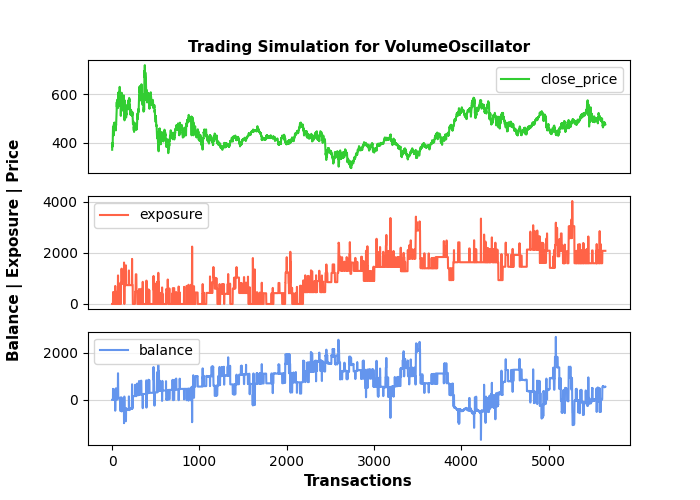 Trading Simulation for VolumeOscillator
close_price
600
400
exposure
4000
2000
0
balance
2000
0
0
1000
2000
3000
4000
5000
Transactions
Balance | Exposure | Price